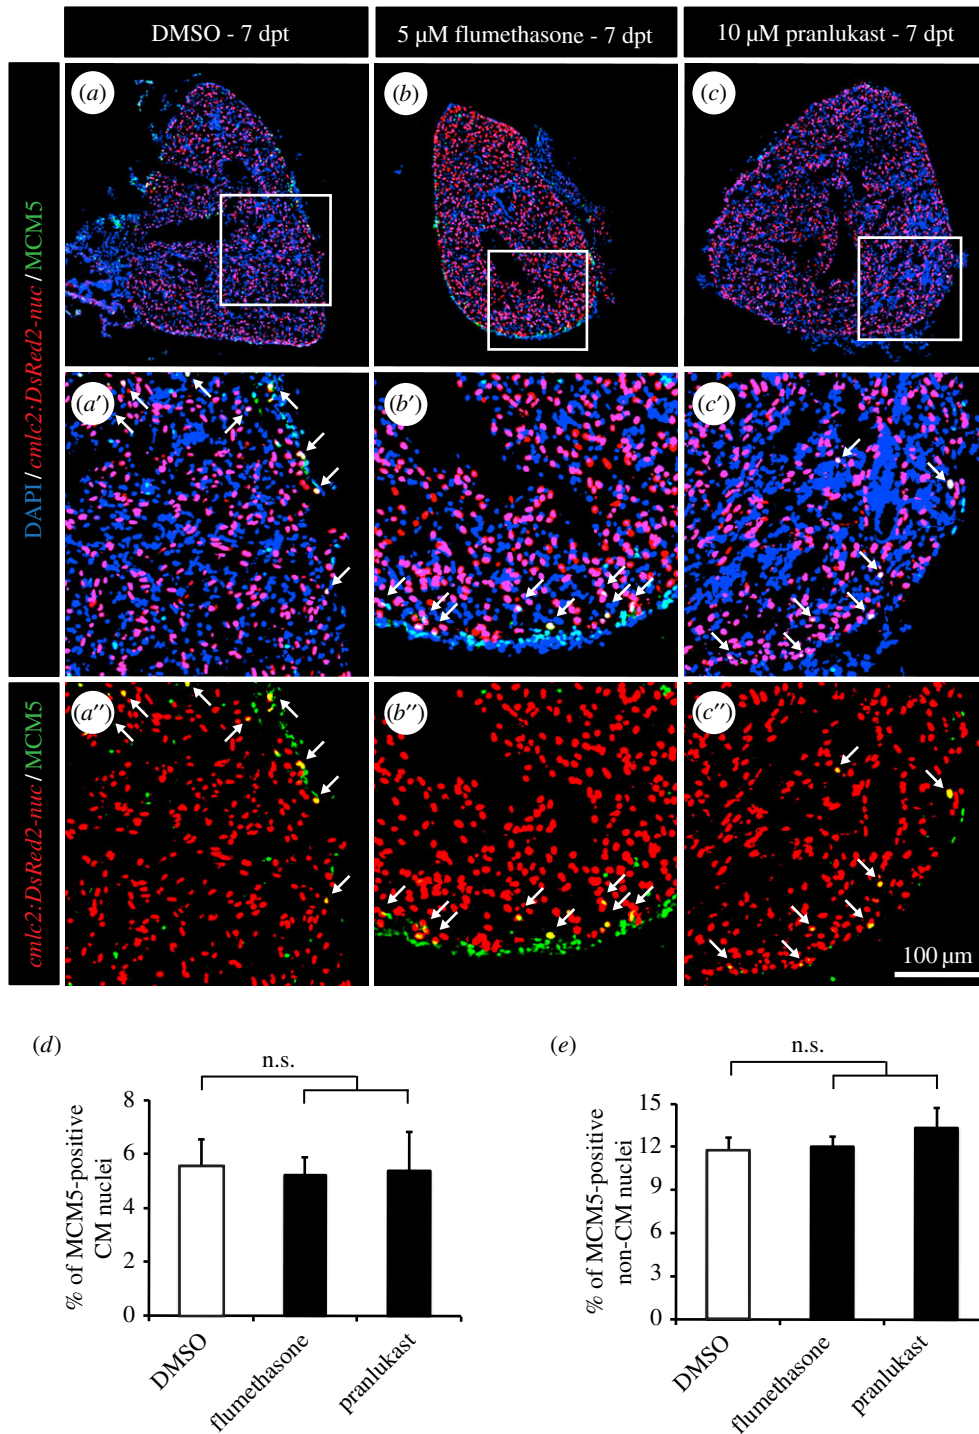 DMSO - 7 dpt
5 μM flumethasone - 7 dpt
10 μM pranlukast - 7 dpt
DAPI / cmlc2:DsRed2-nuc / MCM5
(a)
(b)
(c)
(a′)
(b′)
(c′)
cmlc2:DsRed2-nuc / MCM5
(a″)
(b″)
(c″)
100 μm
(d)
n.s.
% of MCM5-positive
CM nuclei
8
6
4
2
0
DMSO
flumethasone
pranlukast
(e)
n.s.
% of MCM5-positive
non-CM nuclei
15
12
9
6
3
0
DMSO
flumethasone
pranlukast